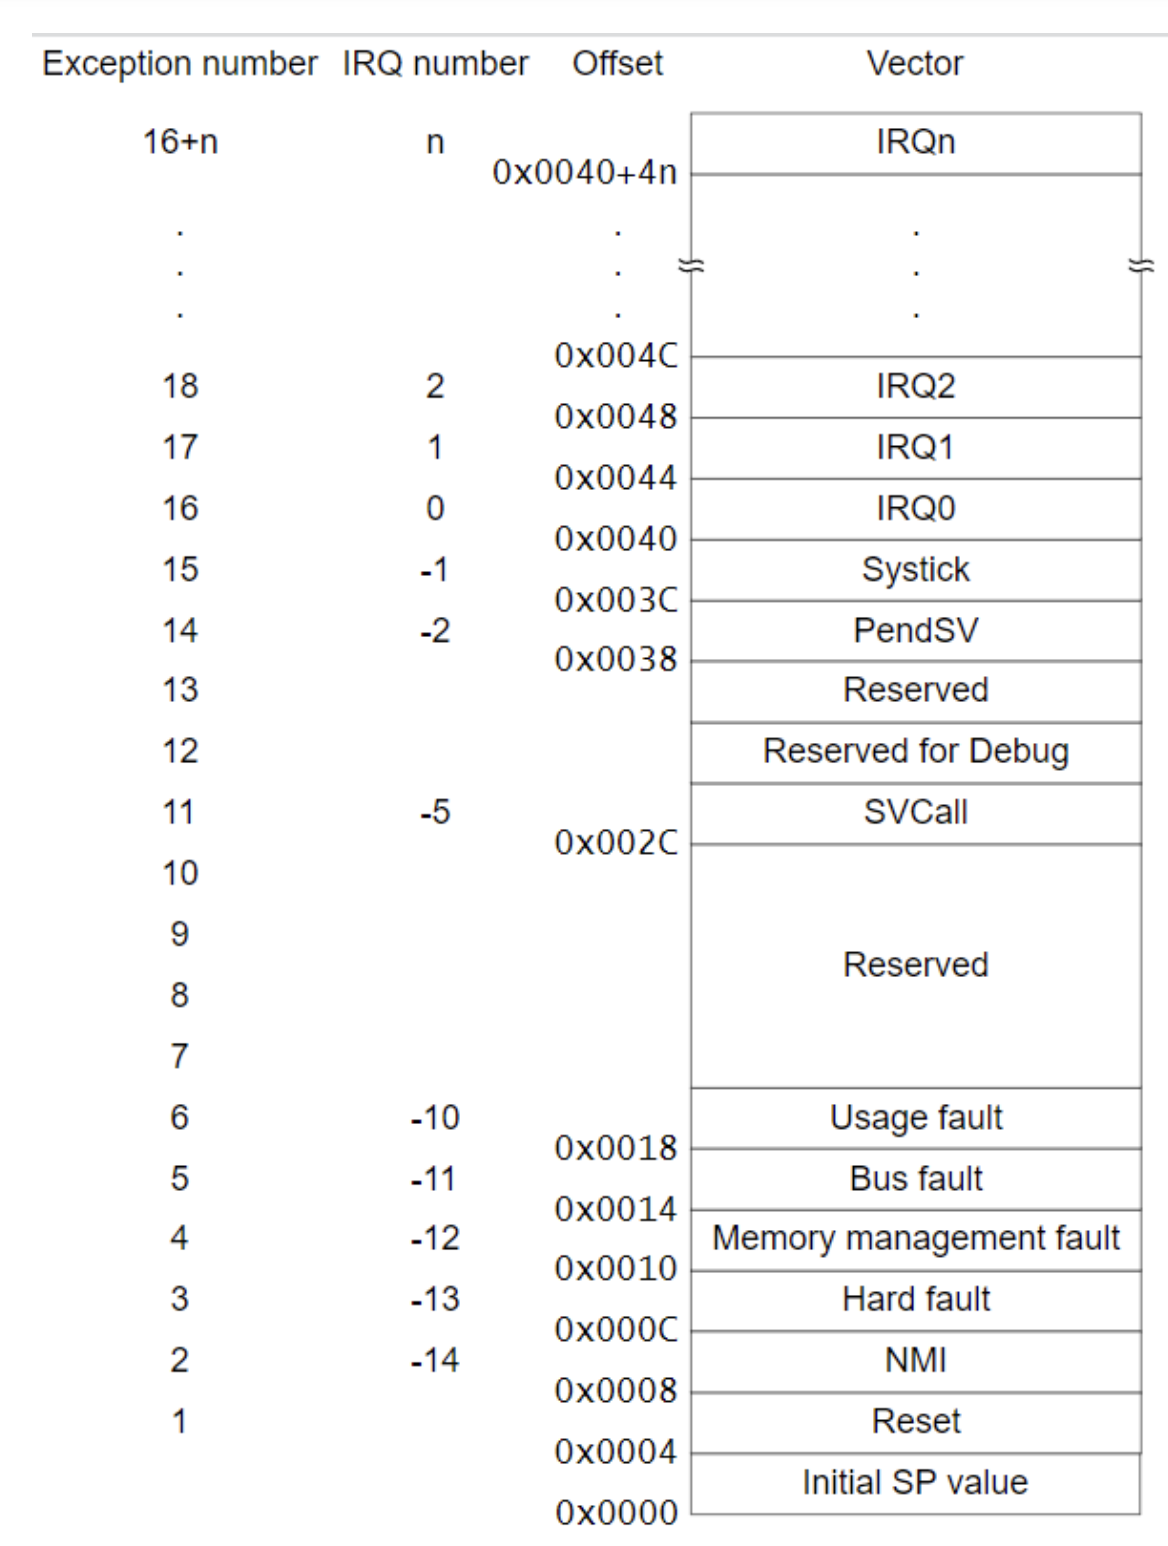 Exception number IRQ number Offset Vector
16+n n IRQn
0x0040+4n
. . .
. . .
. . .
0x004C
18 2 IRQ2
0x0048
17 1 IRQ1
0x0044
16 0 IRQ0
0x0040
15 -1 Systick
0x003C
14 -2 PendSV
0x0038
13 Reserved
12 Reserved for Debug
11 -5 SVCall
0x002C
10
9
Reserved
8
7
6 -10 Usage fault
0x0018
5 -11 Bus fault
0x0014
4 -12 Memory management fault
0x0010
3 -13 Hard fault
0x000C
2 -14 NMI
0x0008
1 Reset
0x0004
Initial SP value
0x0000